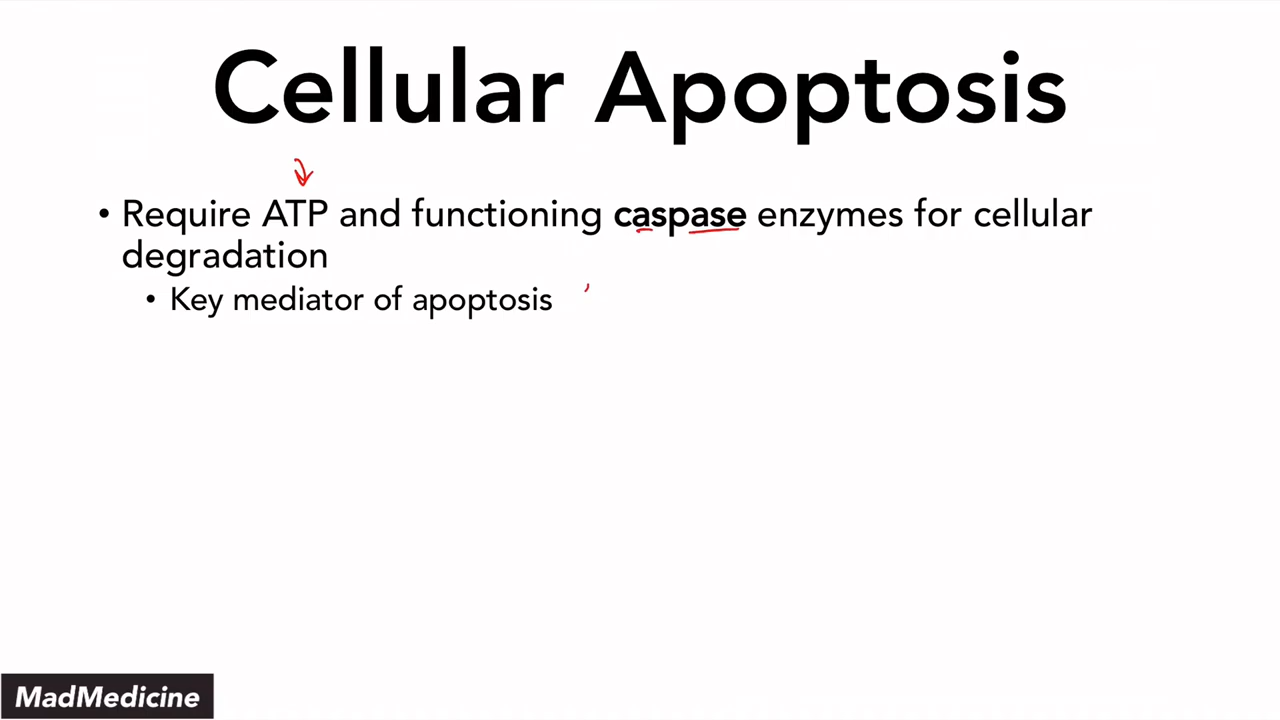 Cellular Apoptosis
• Require ATP and functioning caspase enzymes for cellular
degradation
• Key mediator of apoptosis
MadMedicine